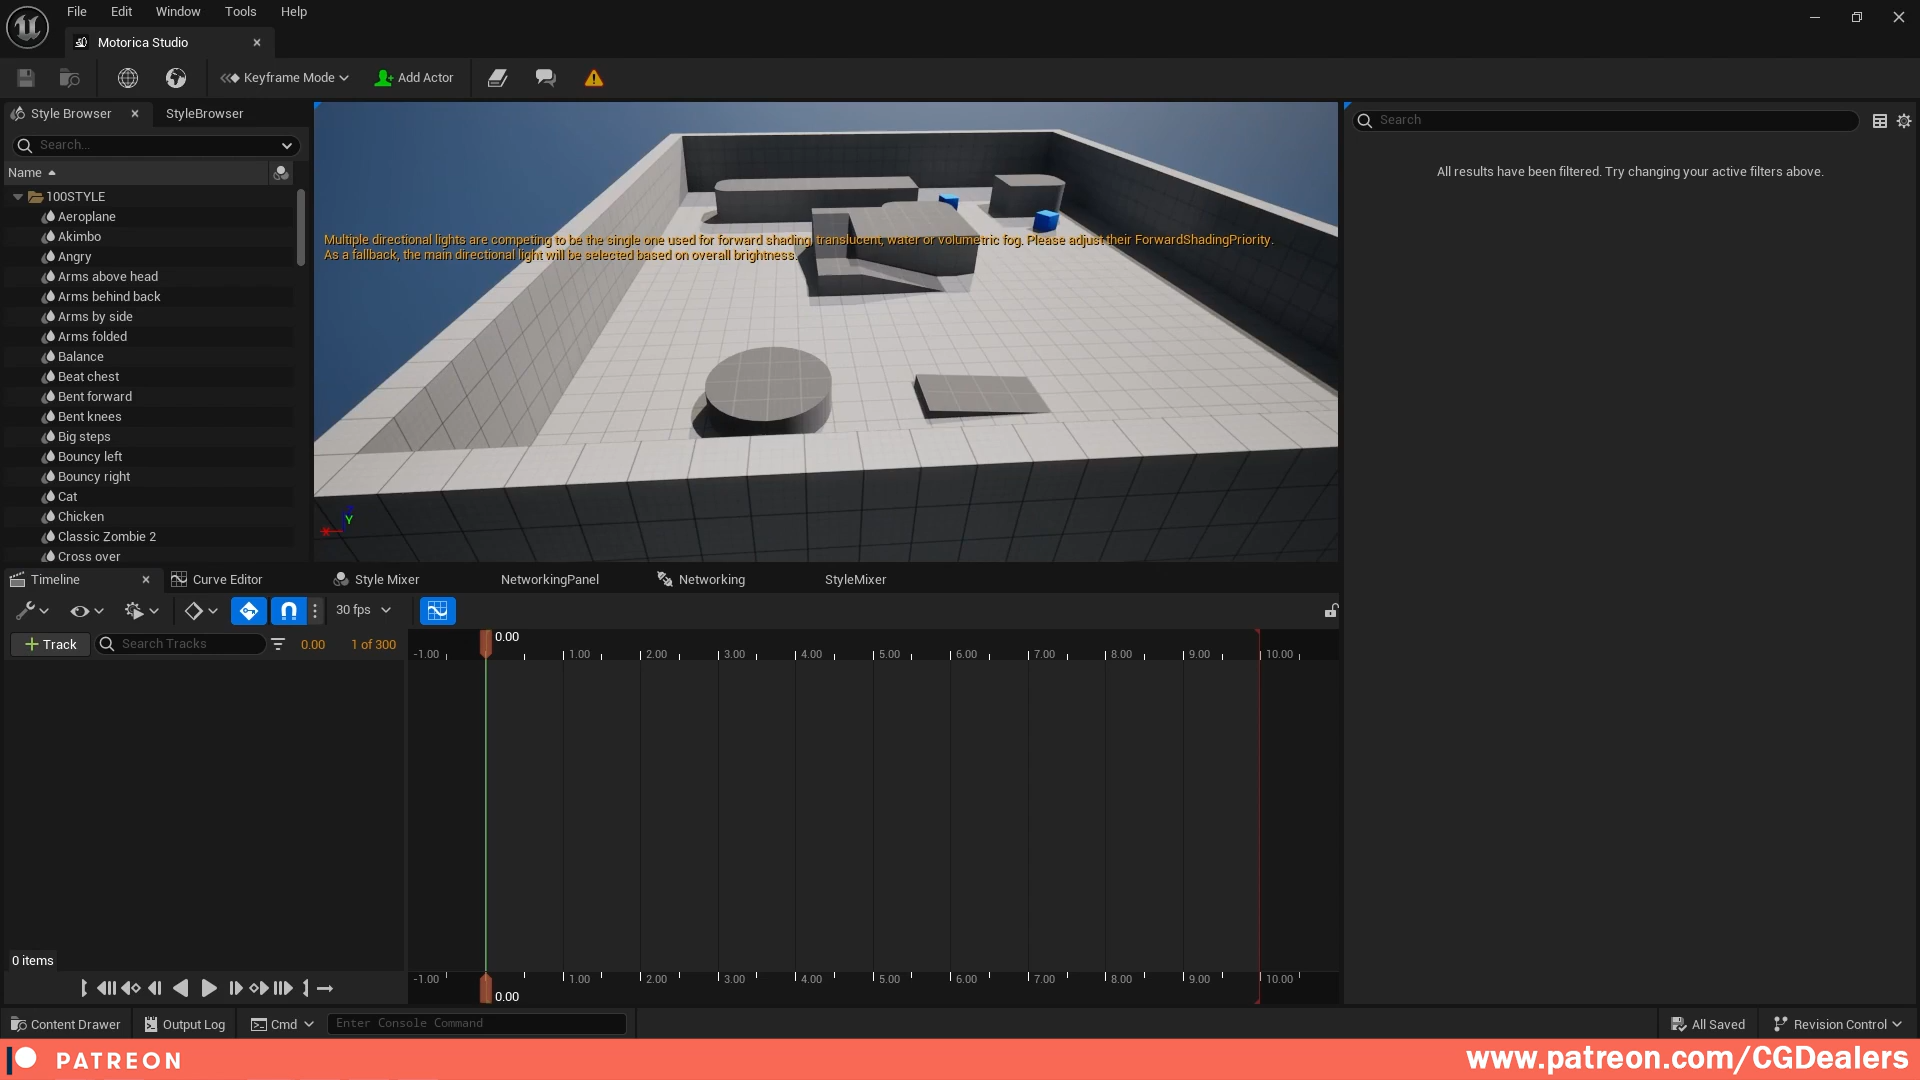 File Edit Window Tools Help
Motorica Studio
Keyframe Mode Add Actor
Style Browser StyleBrowser
Search...
Name
100STYLE
Aeroplane
Akimbo
Angry
Arms above head
Arms behind back
Arms by side
Arms folded
Balance
Beat chest
Bent forward
Bent knees
Big steps
Bouncy left
Bouncy right
Cat
Chicken
Classic Zombie 2
Cross over
Multiple directional lights are competing to be the single one used for forward shading, translucent, water or volumetric fog. Please adjust their ForwardShadingPriority.
As a fallback, the main directional light will be selected based on overall brightness.
Y
Search
All results have been filtered. Try changing your active filters above.
Timeline Curve Editor Style Mixer NetworkingPanel Networking StyleMixer
30 fps
+ Track Search Tracks 0.00 1 of 300
0.00
-1.00 1.00 2.00 3.00 4.00 5.00 6.00 7.00 8.00 9.00 10.00
0 items
-1.00 1.00 2.00 3.00 4.00 5.00 6.00 7.00 8.00 9.00 10.00
0.00
Content Drawer Output Log Cmd Enter Console Command All Saved Revision Control
PATREON www.patreon.com/CGDealers